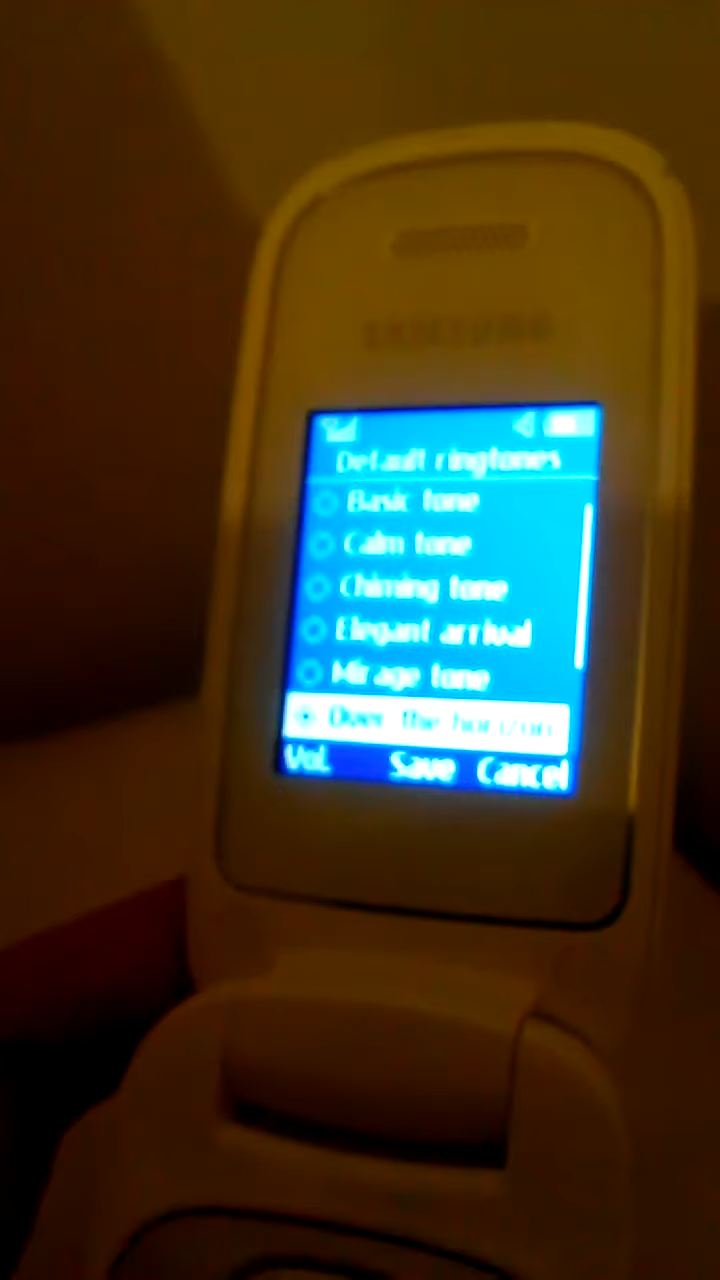 SAMSUNG
Default ringtones
Basic tone
Calm tone
Chiming tone
Elegant arrival
Mirage tone
Over the horizon
Vol. Save Cancel